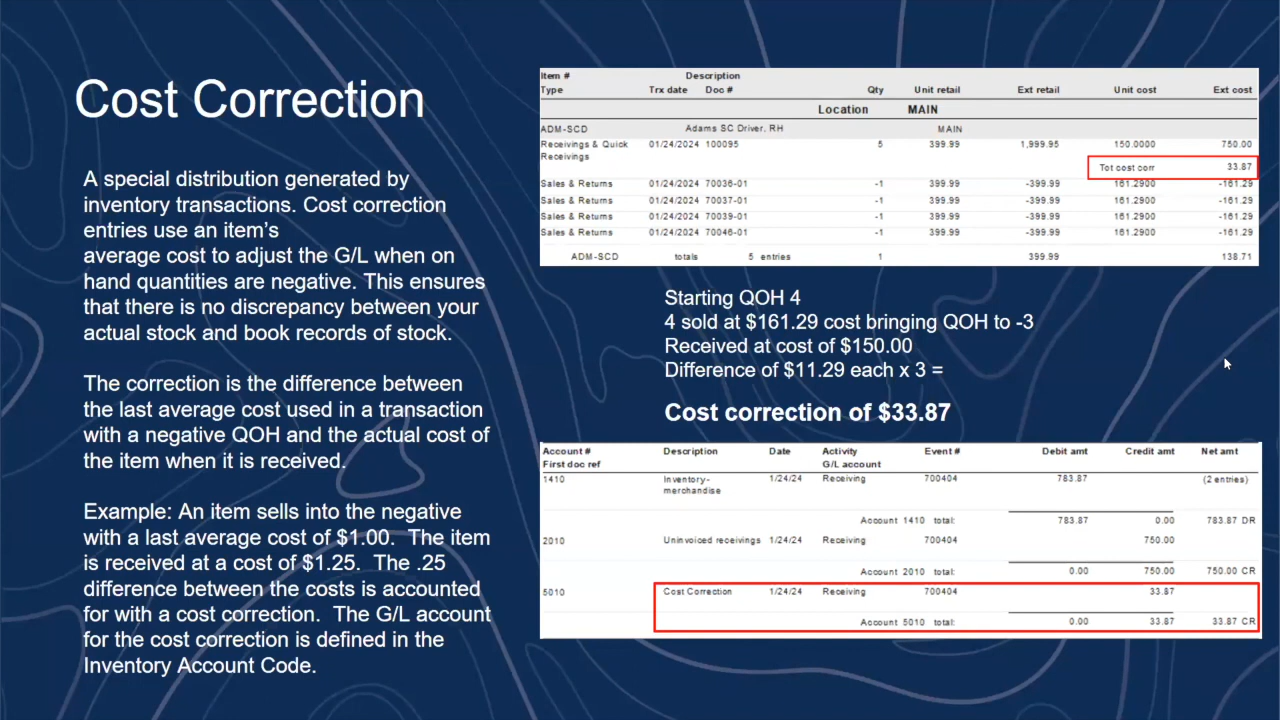 Cost Correction
A special distribution generated by
inventory transactions. Cost correction
entries use an item's
average cost to adjust the G/L when on
hand quantities are negative. This ensures
that there is no discrepancy between your
actual stock and book records of stock.
The correction is the difference between
the last average cost used in a transaction
with a negative QOH and the actual cost of
the item when it is received.
Example: An item sells into the negative
with a last average cost of $1.00. The item
is received at a cost of $1.25. The .25
difference between the costs is accounted
for with a cost correction. The G/L account
for the cost correction is defined in the
Inventory Account Code.
Item # Description
Type Trx date Doc # Qty Unit retail Ext retail Unit cost Ext cost
Location MAIN
ADM-SCD Adams SC Driver, RH MAIN
Receivings & Quick 01/24/2024 100095 5 399.99 1,999.95 150.0000 750.00
Receivings
Tot cost corr 33.87
Sales & Returns 01/24/2024 70036-01 -1 399.99 -399.99 161.2900 -161.29
Sales & Returns 01/24/2024 70037-01 -1 399.99 -399.99 161.2900 -161.29
Sales & Returns 01/24/2024 70039-01 -1 399.99 -399.99 161.2900 -161.29
Sales & Returns 01/24/2024 70046-01 -1 399.99 -399.99 161.2900 -161.29
ADM-SCD totals 5 entries 1 399.99 138.71
Starting QOH 4
4 sold at $161.29 cost bringing QOH to -3
Received at cost of $150.00
Difference of $11.29 each x 3 =
Cost correction of $33.87
Account # Description Date Activity Event # Debit amt Credit amt Net amt
First doc ref G/L account
1410 Inventory- 1/24/24 Receiving 700404 783.87 (2 entries)
merchandise
Account 1410 total: 783.87 0.00 783.87 DR
2010 Uninvoiced receivings 1/24/24 Receiving 700404 750.00
Account 2010 total: 0.00 750.00 750.00 CR
5010 Cost Correction 1/24/24 Receiving 700404 33.87
Account 5010 total: 0.00 33.87 33.87 CR